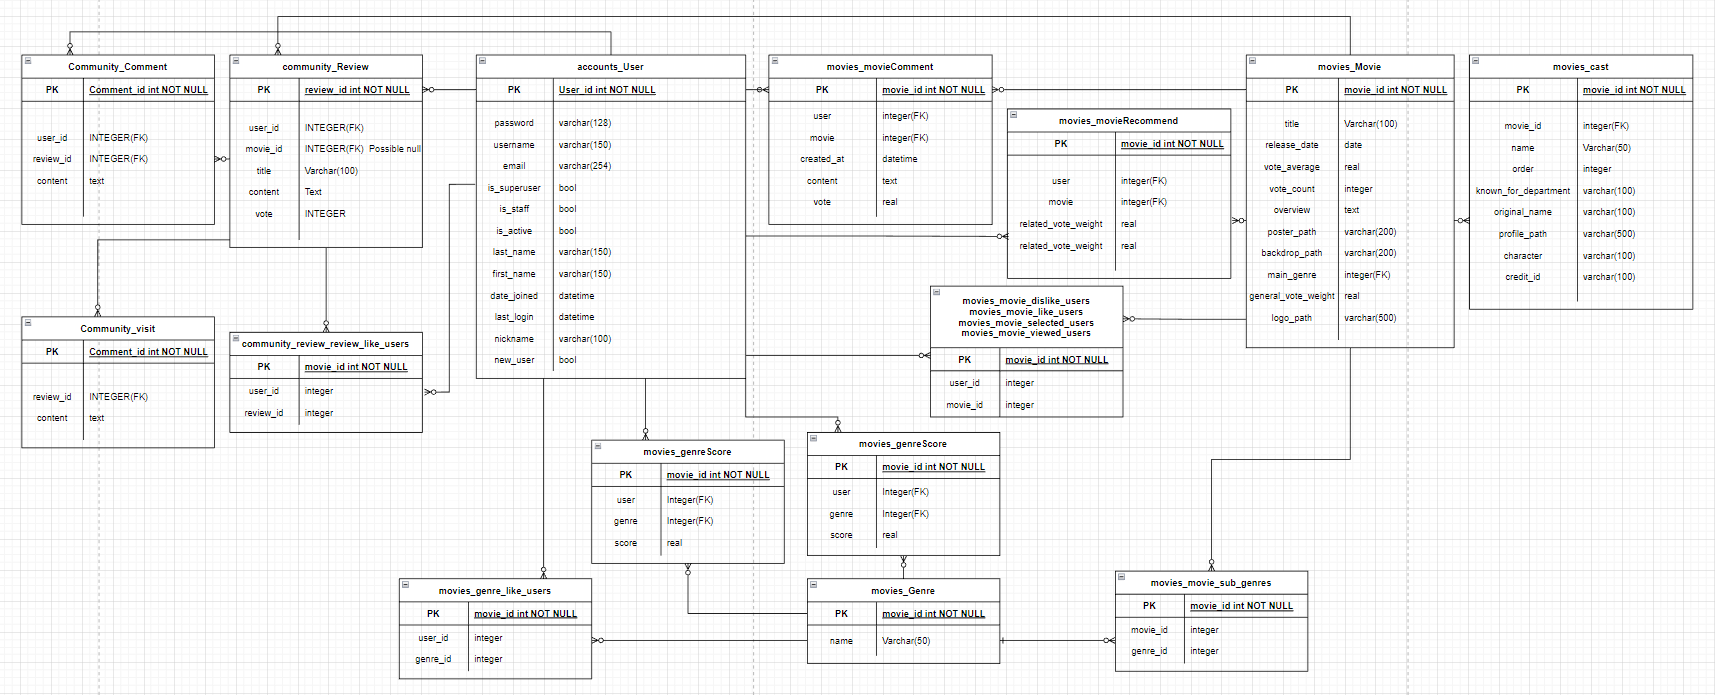 Community_Comment
PK Comment_id int NOT NULL
user_id INTEGER(FK)
review_id INTEGER(FK)
content text
community_Review
PK review_id int NOT NULL
user_id INTEGER(FK)
movie_id INTEGER(FK) Possible null
title Varchar(100)
content Text
vote INTEGER
accounts_User
PK User_id int NOT NULL
password varchar(128)
username varchar(150)
email varchar(254)
is_superuser bool
is_staff bool
is_active bool
last_name varchar(150)
first_name varchar(150)
date_joined datetime
last_login datetime
nickname varchar(100)
new_user bool
movies_movieComment
PK movie_id int NOT NULL
user integer(FK)
movie integer(FK)
created_at datetime
content text
vote real
movies_movieRecommend
PK movie_id int NOT NULL
user integer(FK)
movie integer(FK)
related_vote_weight real
related_vote_weight real
movies_Movie
PK movie_id int NOT NULL
title Varchar(100)
release_date date
vote_average real
vote_count integer
overview text
poster_path varchar(200)
backdrop_path varchar(200)
main_genre integer(FK)
general_vote_weight real
logo_path varchar(500)
movies_cast
PK movie_id int NOT NULL
movie_id integer(FK)
name Varchar(50)
order integer
known_for_department varchar(100)
original_name varchar(100)
profile_path varchar(500)
character varchar(100)
credit_id varchar(100)
Community_visit
PK Comment_id int NOT NULL
review_id INTEGER(FK)
content text
community_review_review_like_users
PK movie_id int NOT NULL
user_id integer
review_id integer
movies_movie_dislike_users
movies_movie_like_users
movies_movie_selected_users
movies_movie_viewed_users
PK movie_id int NOT NULL
user_id integer
movie_id integer
movies_genreScore
PK movie_id int NOT NULL
user Integer(FK)
genre Integer(FK)
score real
movies_genreScore
PK movie_id int NOT NULL
user Integer(FK)
genre Integer(FK)
score real
movies_genre_like_users
PK movie_id int NOT NULL
user_id integer
genre_id integer
movies_Genre
PK movie_id int NOT NULL
name Varchar(50)
movies_movie_sub_genres
PK movie_id int NOT NULL
movie_id integer
genre_id integer